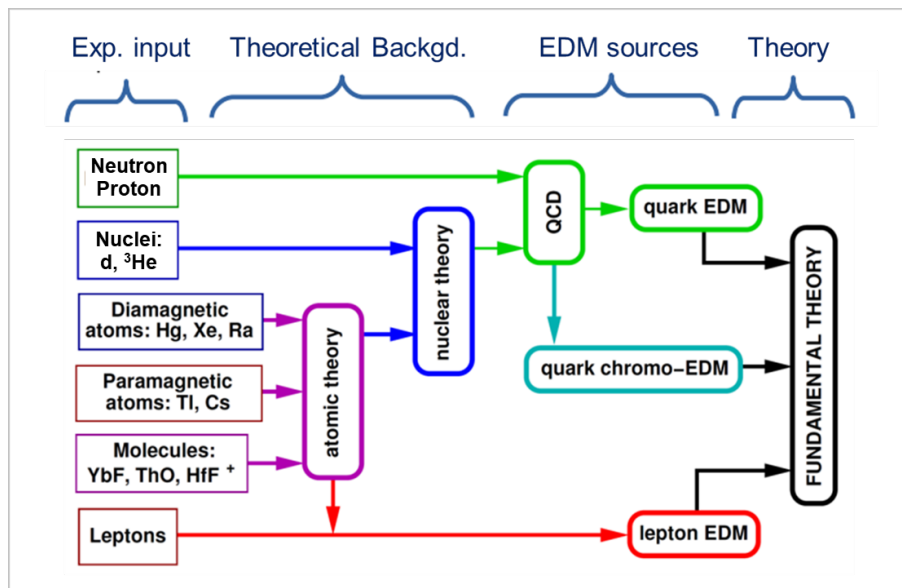 Exp. input
Theoretical Backgd.
EDM sources
Theory
Neutron
Proton
Nuclei:
d, ³He
Diamagnetic
atoms: Hg, Xe, Ra
Paramagnetic
atoms: Tl, Cs
Molecules:
YbF, ThO, HfF +
Leptons
atomic theory
nuclear theory
QCD
quark EDM
quark chromo-EDM
lepton EDM
FUNDAMENTAL THEORY